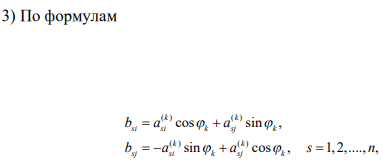 3) По формулам
b_{si} = a_{si}^{(k)} cos φ_k + a_{sj}^{(k)} sin φ_k,
b_{sj} = −a_{si}^{(k)} sin φ_k + a_{sj}^{(k)} cos φ_k, s = 1, 2, ...., n,